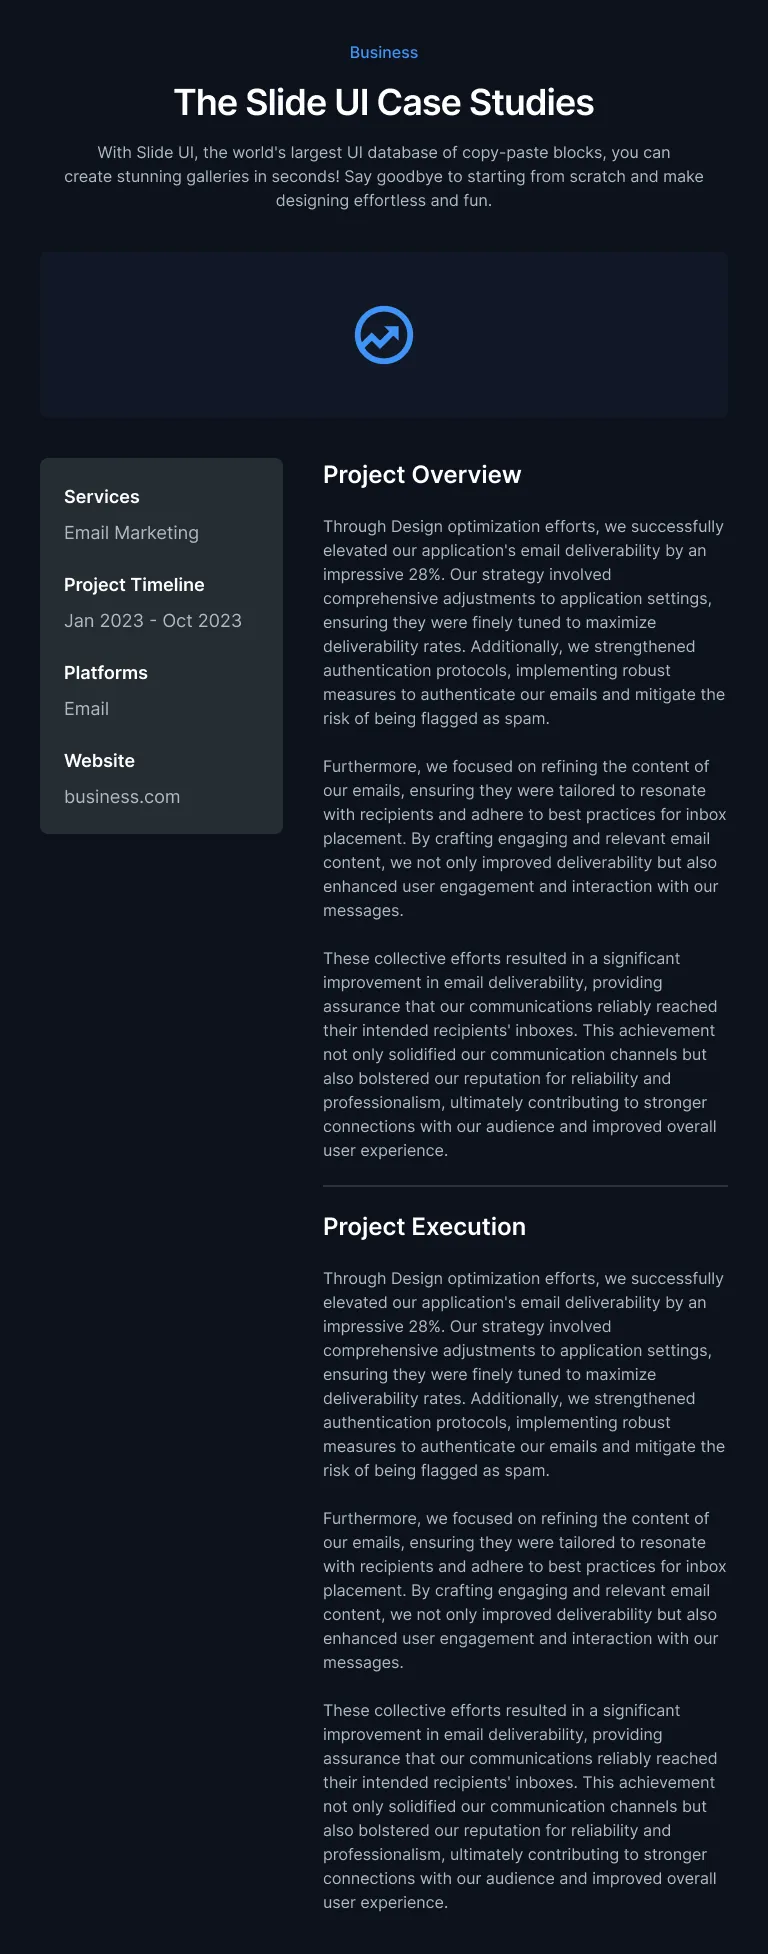 Business
The Slide UI Case Studies
With Slide UI, the world's largest UI database of copy-paste blocks, you can
create stunning galleries in seconds! Say goodbye to starting from scratch and make
designing effortless and fun.
Services
Email Marketing
Project Timeline
Jan 2023 - Oct 2023
Platforms
Email
Website
business.com
Project Overview
Through Design optimization efforts, we successfully
elevated our application's email deliverability by an
impressive 28%. Our strategy involved
comprehensive adjustments to application settings,
ensuring they were finely tuned to maximize
deliverability rates. Additionally, we strengthened
authentication protocols, implementing robust
measures to authenticate our emails and mitigate the
risk of being flagged as spam.
Furthermore, we focused on refining the content of
our emails, ensuring they were tailored to resonate
with recipients and adhere to best practices for inbox
placement. By crafting engaging and relevant email
content, we not only improved deliverability but also
enhanced user engagement and interaction with our
messages.
These collective efforts resulted in a significant
improvement in email deliverability, providing
assurance that our communications reliably reached
their intended recipients' inboxes. This achievement
not only solidified our communication channels but
also bolstered our reputation for reliability and
professionalism, ultimately contributing to stronger
connections with our audience and improved overall
user experience.
Project Execution
Through Design optimization efforts, we successfully
elevated our application's email deliverability by an
impressive 28%. Our strategy involved
comprehensive adjustments to application settings,
ensuring they were finely tuned to maximize
deliverability rates. Additionally, we strengthened
authentication protocols, implementing robust
measures to authenticate our emails and mitigate the
risk of being flagged as spam.
Furthermore, we focused on refining the content of
our emails, ensuring they were tailored to resonate
with recipients and adhere to best practices for inbox
placement. By crafting engaging and relevant email
content, we not only improved deliverability but also
enhanced user engagement and interaction with our
messages.
These collective efforts resulted in a significant
improvement in email deliverability, providing
assurance that our communications reliably reached
their intended recipients' inboxes. This achievement
not only solidified our communication channels but
also bolstered our reputation for reliability and
professionalism, ultimately contributing to stronger
connections with our audience and improved overall
user experience.